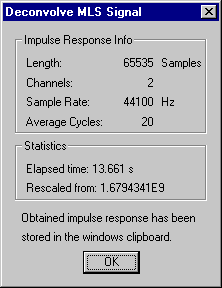 Deconvolve MLS Signal
Impulse Response Info
Length: 65535 Samples
Channels: 2
Sample Rate: 44100 Hz
Average Cycles: 20
Statistics
Elapsed time: 13.661 s
Rescaled from: 1.6794341E9
Obtained impulse response has been
stored in the windows clipboard.
OK